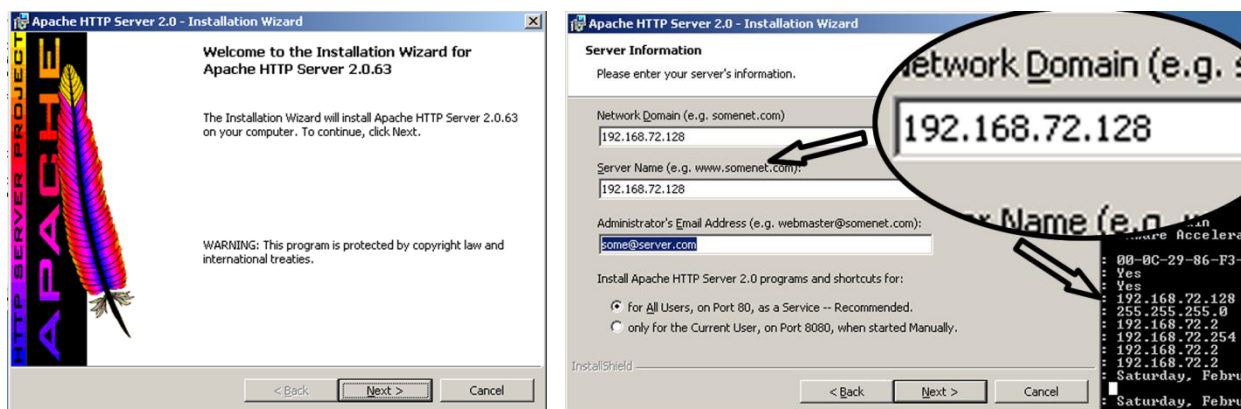 Apache HTTP Server 2.0 - Installation Wizard
HTTP SERVER PROJECT
APACHE
Welcome to the Installation Wizard for
Apache HTTP Server 2.0.63
The Installation Wizard will install Apache HTTP Server 2.0.63
on your computer. To continue, click Next.
WARNING: This program is protected by copyright law and
international treaties.
< Back
Next >
Cancel
Apache HTTP Server 2.0 - Installation Wizard
Server Information
Please enter your server's information.
Network Domain (e.g. somenet.com)
192.168.72.128
Server Name (e.g. www.somenet.com):
192.168.72.128
Administrator's Email Address (e.g. webmaster@somenet.com):
some@server.com
Install Apache HTTP Server 2.0 programs and shortcuts for:
for All Users, on Port 80, as a Service -- Recommended.
only for the Current User, on Port 8080, when started Manually.
InstallShield
< Back
Next >
Cancel
etwork Domain (e.g. s
192.168.72.128
Name (e.g.
Accelera
: 00-0C-29-86-F3-
: Yes
: Yes
: 192.168.72.128
: 255.255.255.0
: 192.168.72.2
: 192.168.72.254
: 192.168.72.2
: 192.168.72.2
: Saturday, Febru
: Saturday, Febru